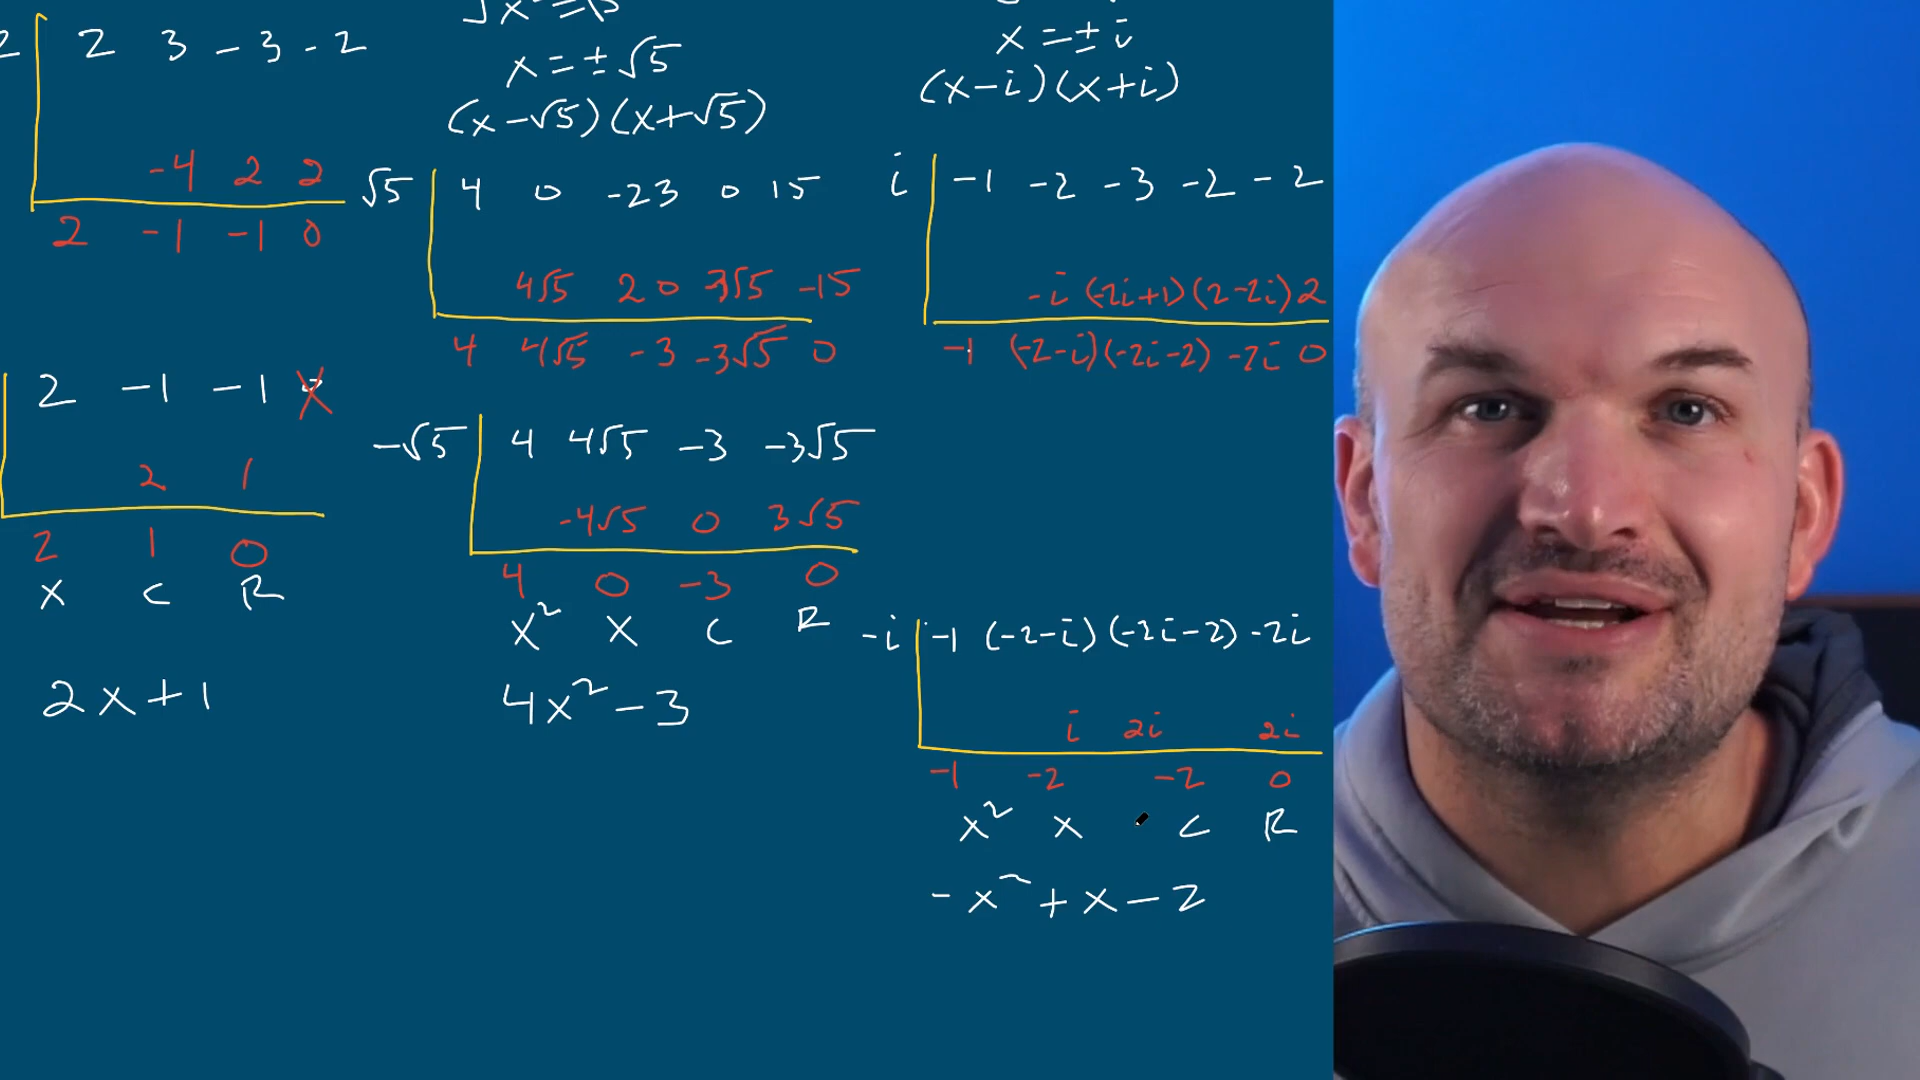 2 2 3 -3 -2
-4 2 2
2 -1 -1 0
2 -1 -1
2 1
2 1 0
x c R
2x+1
x=±√5
(x-√5)(x+√5)
√5 4 0 -23 0 15
4√5 20 -3√5 -15
4 4√5 -3 -3√5 0
-√5 4 4√5 -3 -3√5
-4√5 0 3√5
4 0 -3 0
x² x c R
4x²-3
x=±i
(x-i)(x+i)
i -1 -2 -3 -2 -2
-i (-2i+1)(2-2i) 2
-1 (-2-i)(-2i-2) -2i 0
-i -1 (-2-i)(-2i-2) -2i
i 2i 2i
-1 -2 -2 0
x² x c R
-x²+x-2